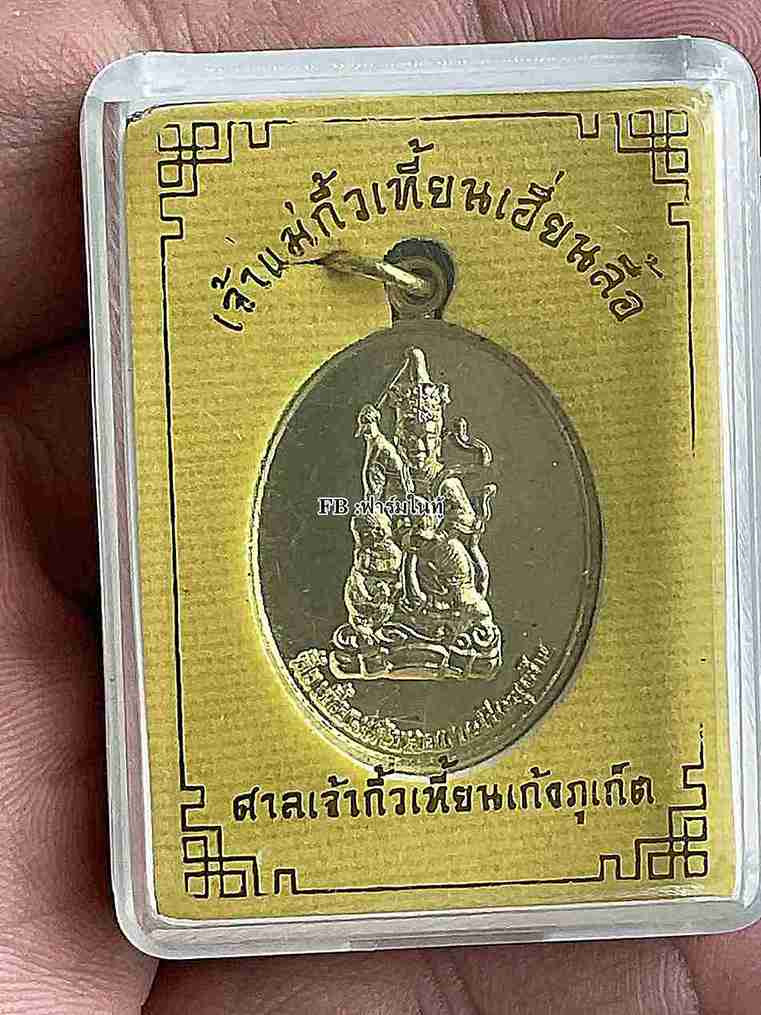 เจ้าแม่กิ้วเที้ยนเฮี่ยนลื้อ
FB :ฟาร์มไนท์
ศาลเจ้ากิ้วเที้ยนเก้งภูเก็ต